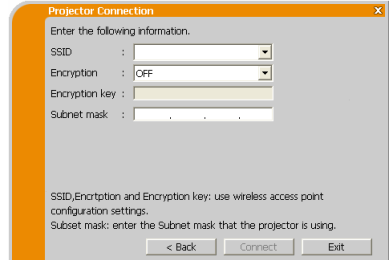 Projector Connection
Enter the following information.
SSID :
Encryption : OFF
Encryption key :
Subnet mask : . . .
SSID,Encrtption and Encryption key: use wireless access point
configuration settings.
Subset mask: enter the Subnet mask that the projector is using.
< Back Connect Exit